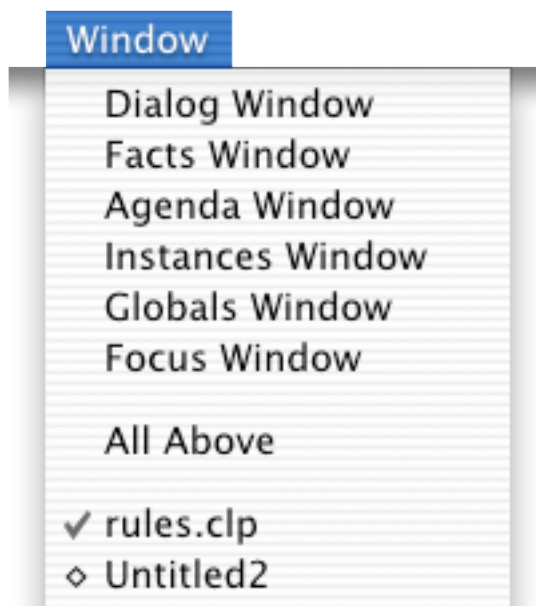 Window
Dialog Window
Facts Window
Agenda Window
Instances Window
Globals Window
Focus Window
All Above
✓ rules.clp
◇ Untitled2